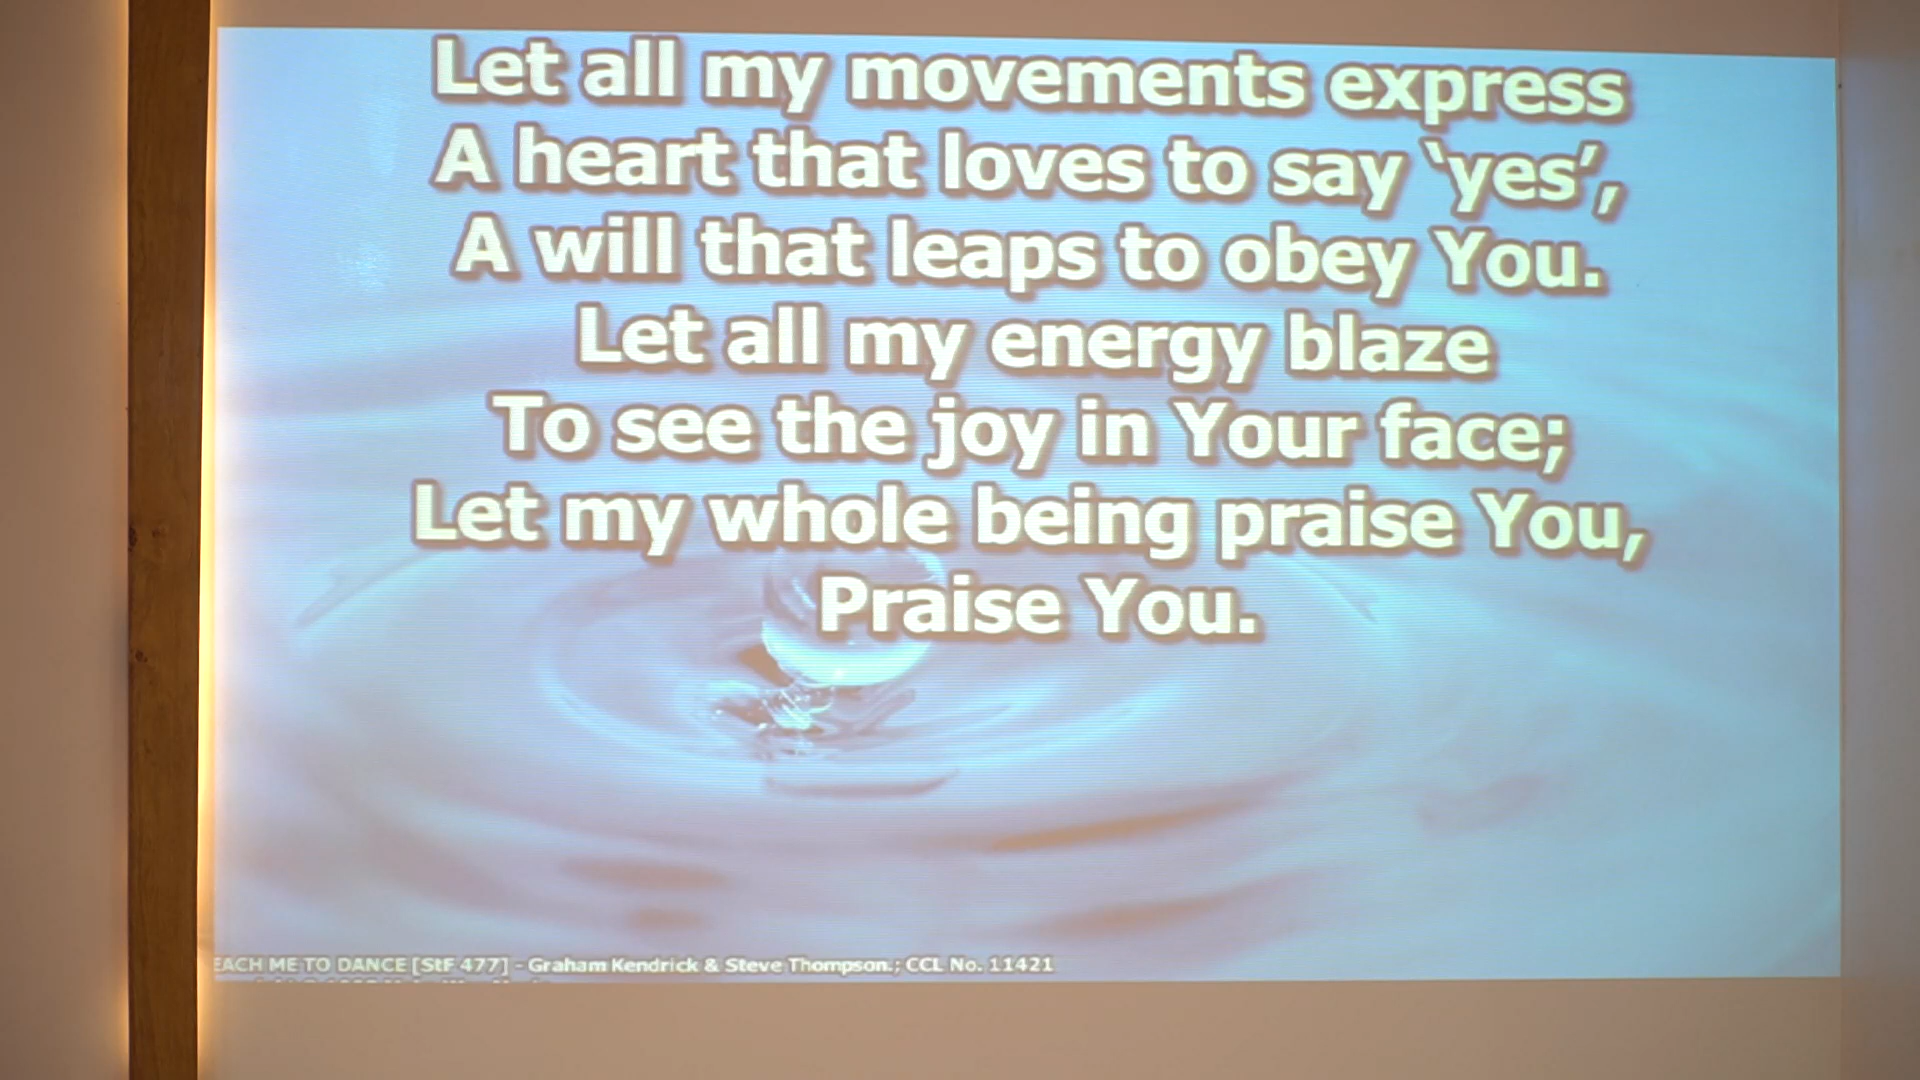 Let all my movements express
A heart that loves to say ‘yes’,
A will that leaps to obey You.
Let all my energy blaze
To see the joy in Your face;
Let my whole being praise You,
Praise You.
EACH ME TO DANCE [StF 477] - Graham Kendrick & Steve Thompson.; CCL No. 11421